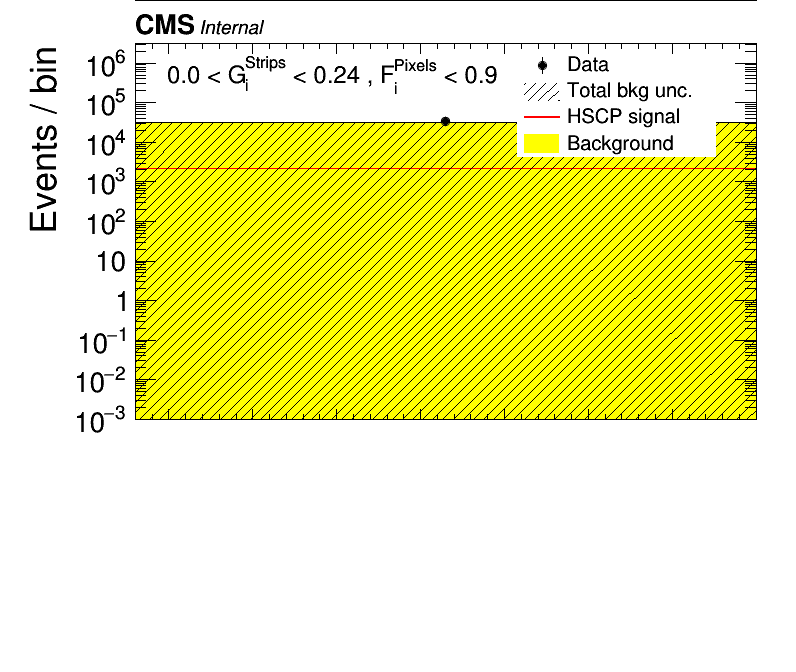 CMS Internal
Events / bin
0.0 < G_i^Strips < 0.24 , F_i^Pixels < 0.9
Data
Total bkg unc.
HSCP signal
Background
10^6
10^5
10^4
10^3
10^2
10
1
10^−1
10^−2
10^−3